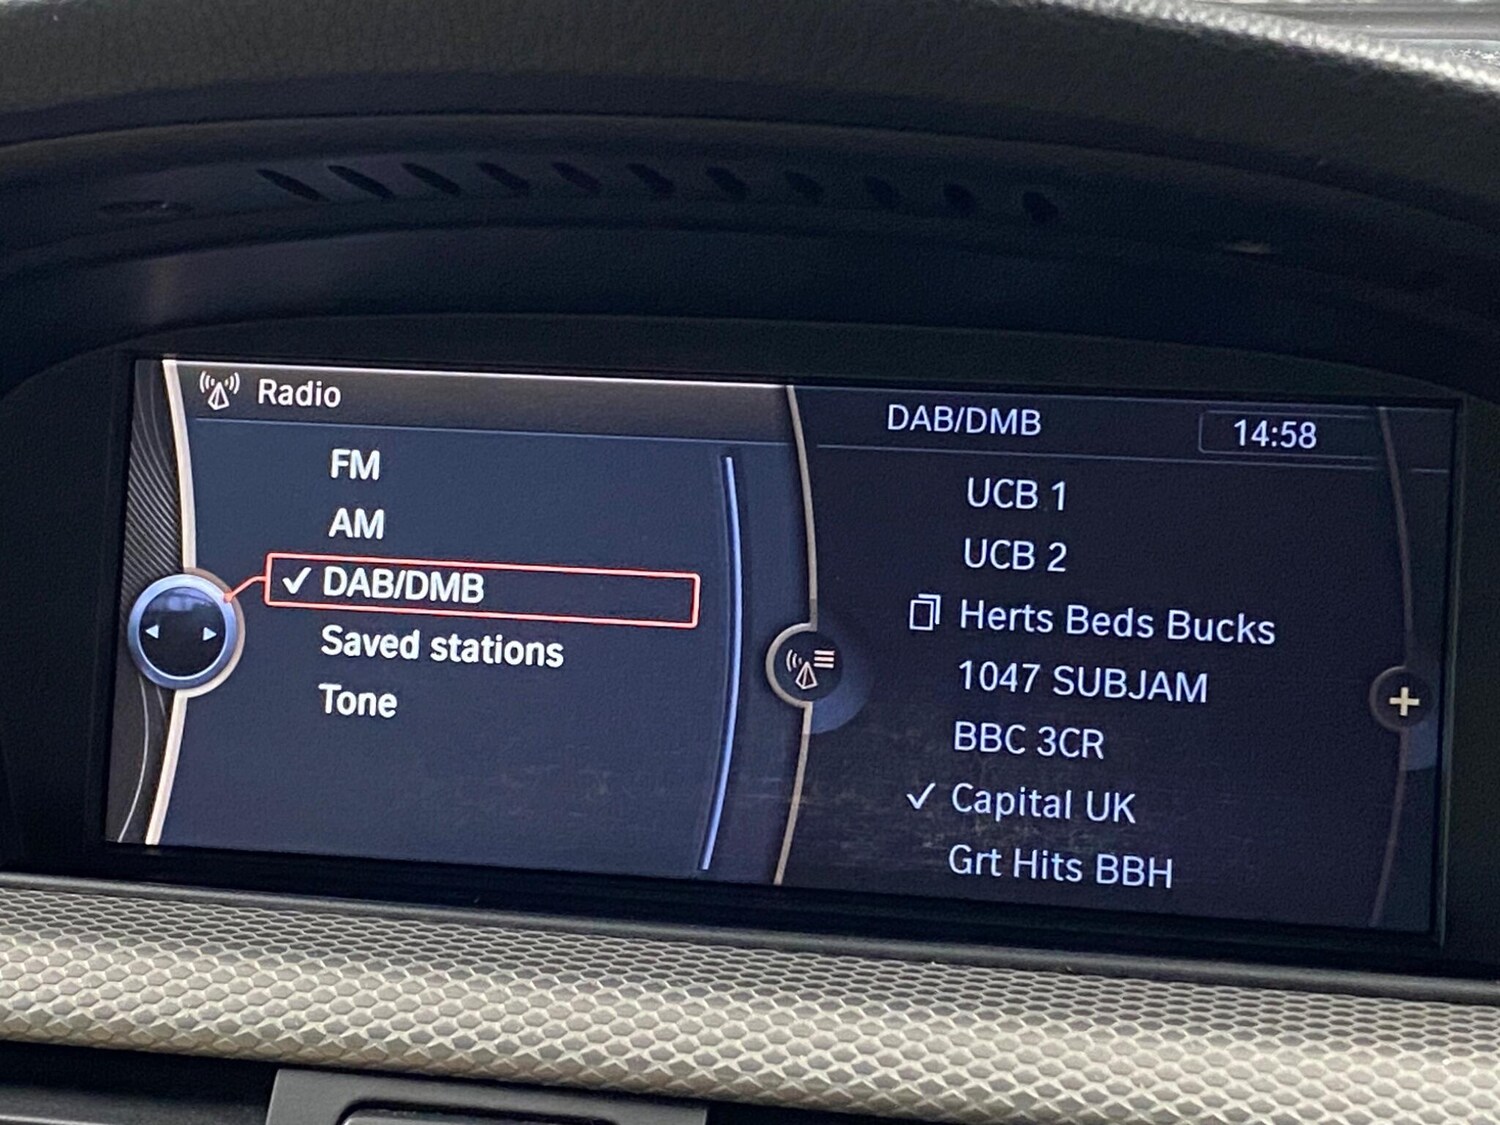 Radio
FM
AM
DAB/DMB
Saved stations
Tone
DAB/DMB
14:58
UCB 1
UCB 2
Herts Beds Bucks
1047 SUBJAM
BBC 3CR
Capital UK
Grt Hits BBH